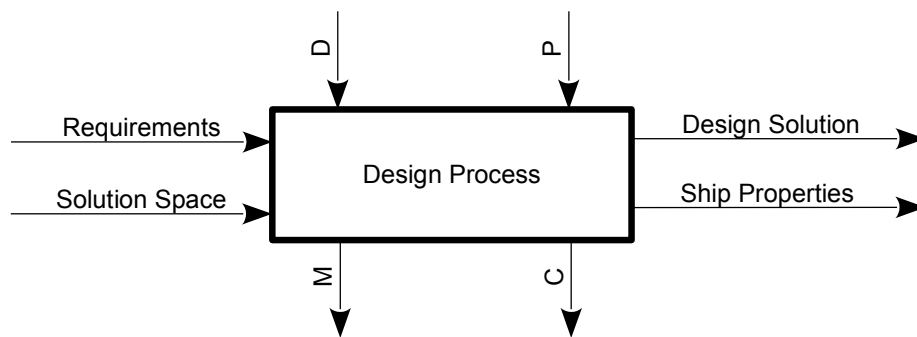 D
P
Requirements
Design Solution
Design Process
Solution Space
Ship Properties
M
C